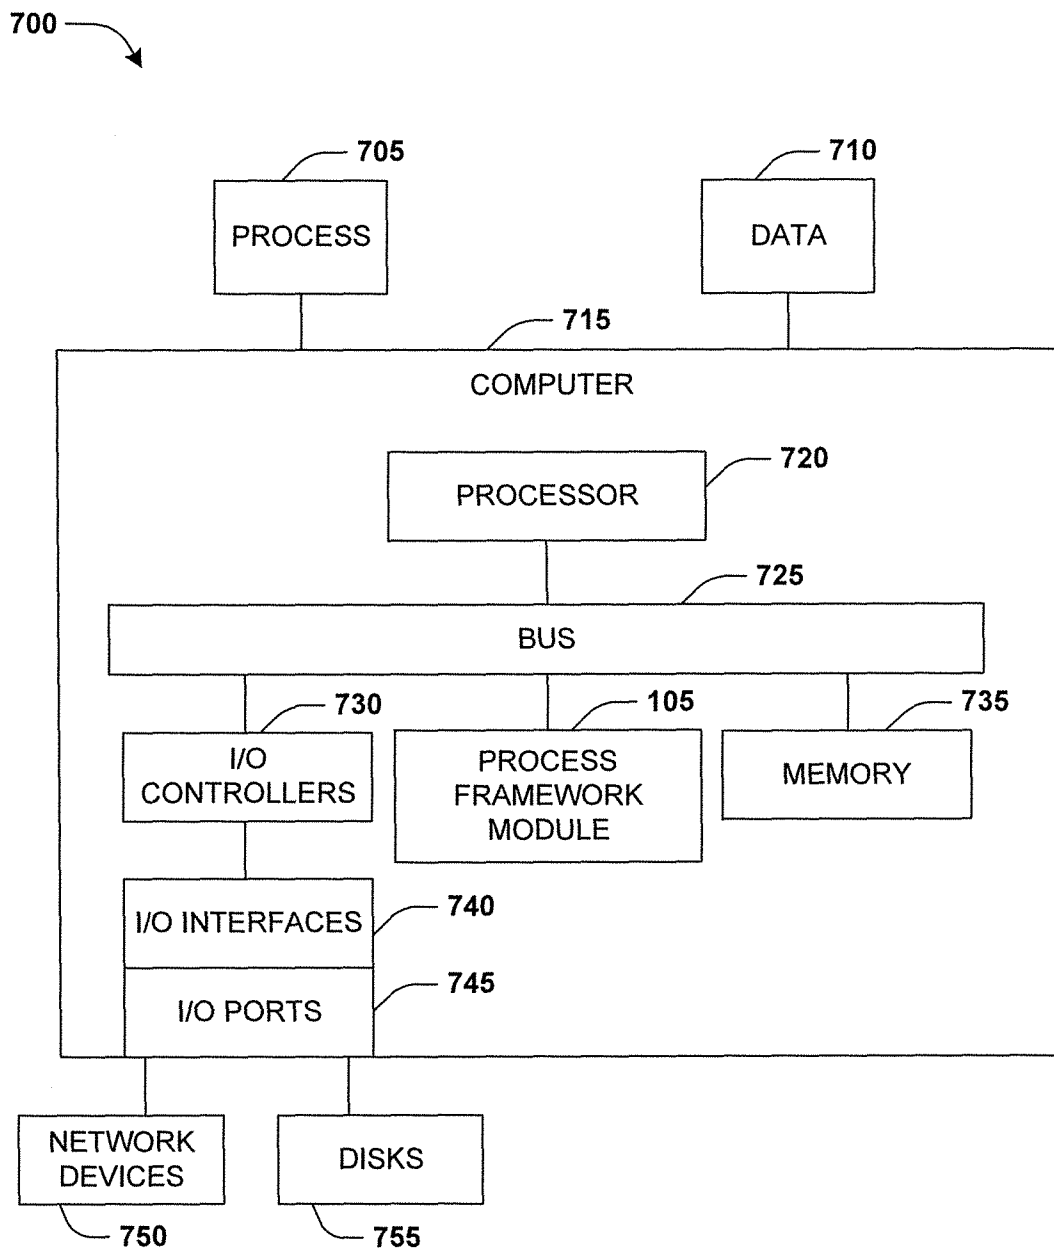 700
705
710
PROCESS
DATA
715
COMPUTER
720
PROCESSOR
725
BUS
730
105
735
I/O
CONTROLLERS
PROCESS
FRAMEWORK
MODULE
MEMORY
I/O INTERFACES
740
I/O PORTS
745
NETWORK
DEVICES
DISKS
750
755